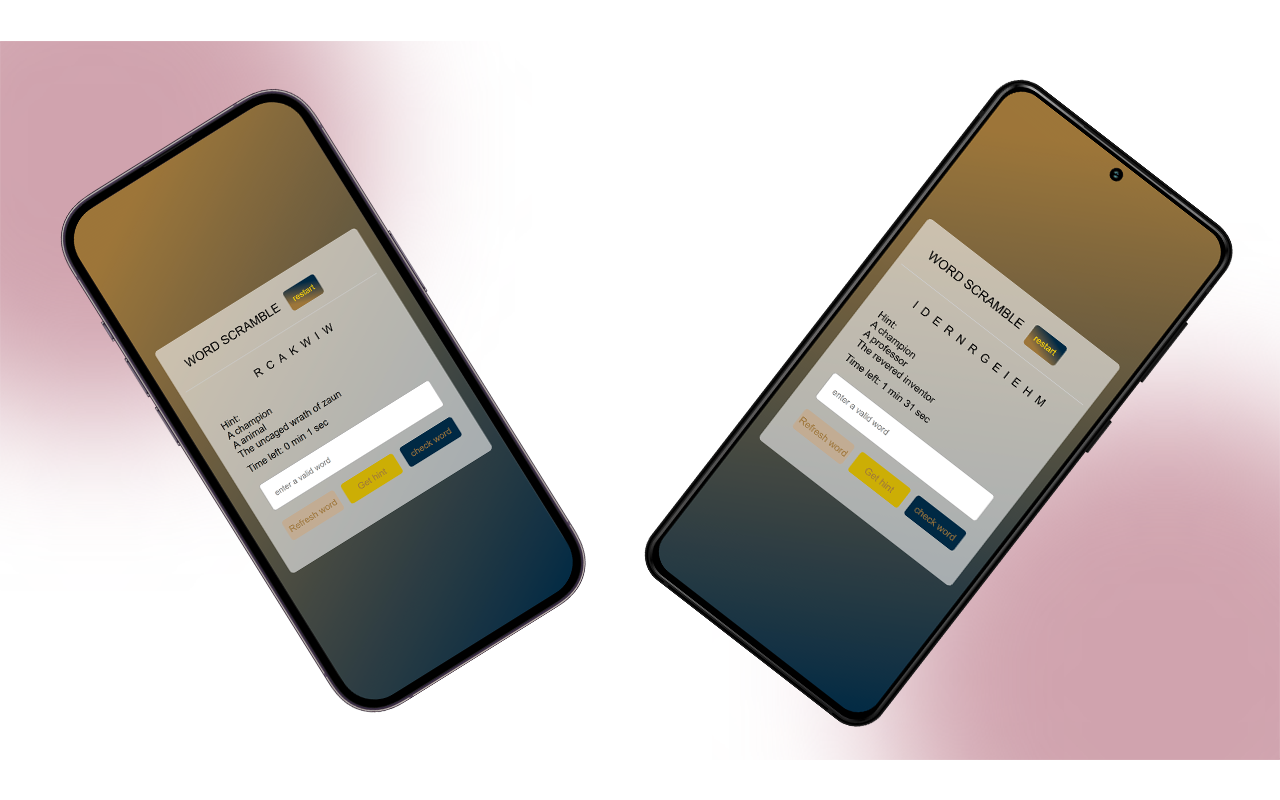 WORD SCRAMBLE restart
R C A K W I W
Hint:
A champion
A animal
The uncaged wrath of zaun
Time left: 0 min 1 sec
enter a valid word
Refresh word Get hint check word
WORD SCRAMBLE restart
I D E R N R G E I E H M
Hint:
A champion
A professor
The revered inventor
Time left: 1 min 31 sec
enter a valid word
Refresh word Get hint check word